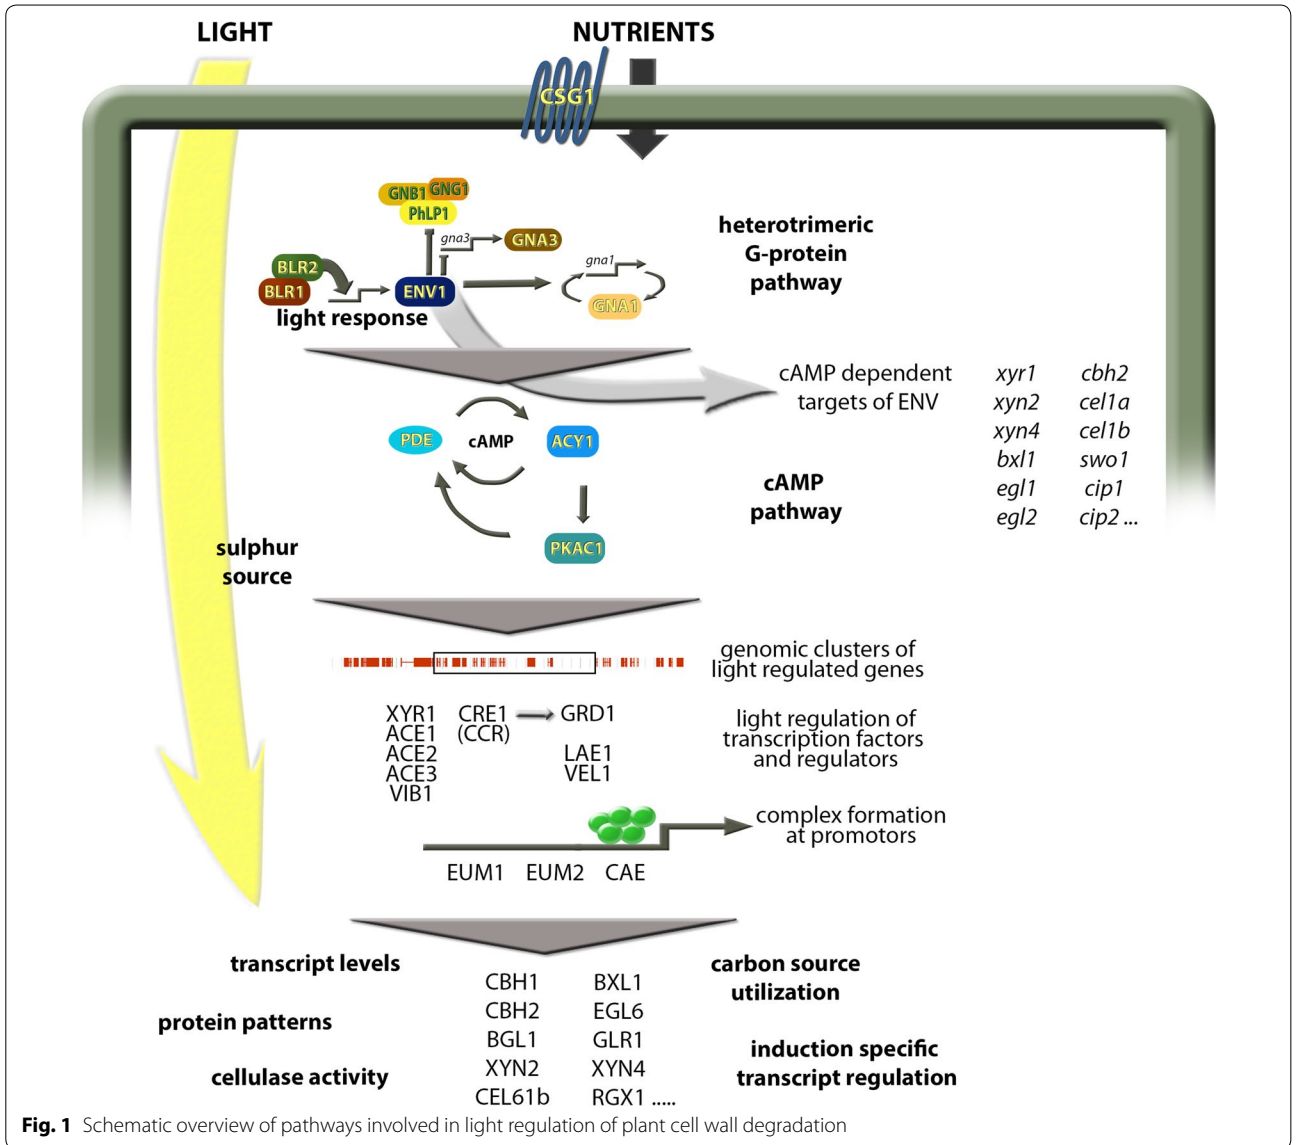 LIGHT
NUTRIENTS
CSG1
GNB1
GNG1
PhLP1
gna3
GNA3
BLR2
BLR1
ENV1
gna1
GNA1
light response
heterotrimeric
G-protein
pathway
cAMP dependent
targets of ENV
xyr1 cbh2
xyn2 cel1a
xyn4 cel1b
bxl1 swo1
egl1 cip1
egl2 cip2 ...
PDE
cAMP
ACY1
PKAC1
cAMP
pathway
sulphur
source
genomic clusters of
light regulated genes
XYR1 CRE1 GRD1
ACE1 (CCR)
ACE2 LAE1
ACE3 VEL1
VIB1
light regulation of
transcription factors
and regulators
complex formation
at promotors
EUM1 EUM2 CAE
transcript levels
protein patterns
cellulase activity
CBH1 BXL1
CBH2 EGL6
BGL1 GLR1
XYN2 XYN4
CEL61b RGX1 .....
carbon source
utilization
induction specific
transcript regulation
Fig. 1 Schematic overview of pathways involved in light regulation of plant cell wall degradation